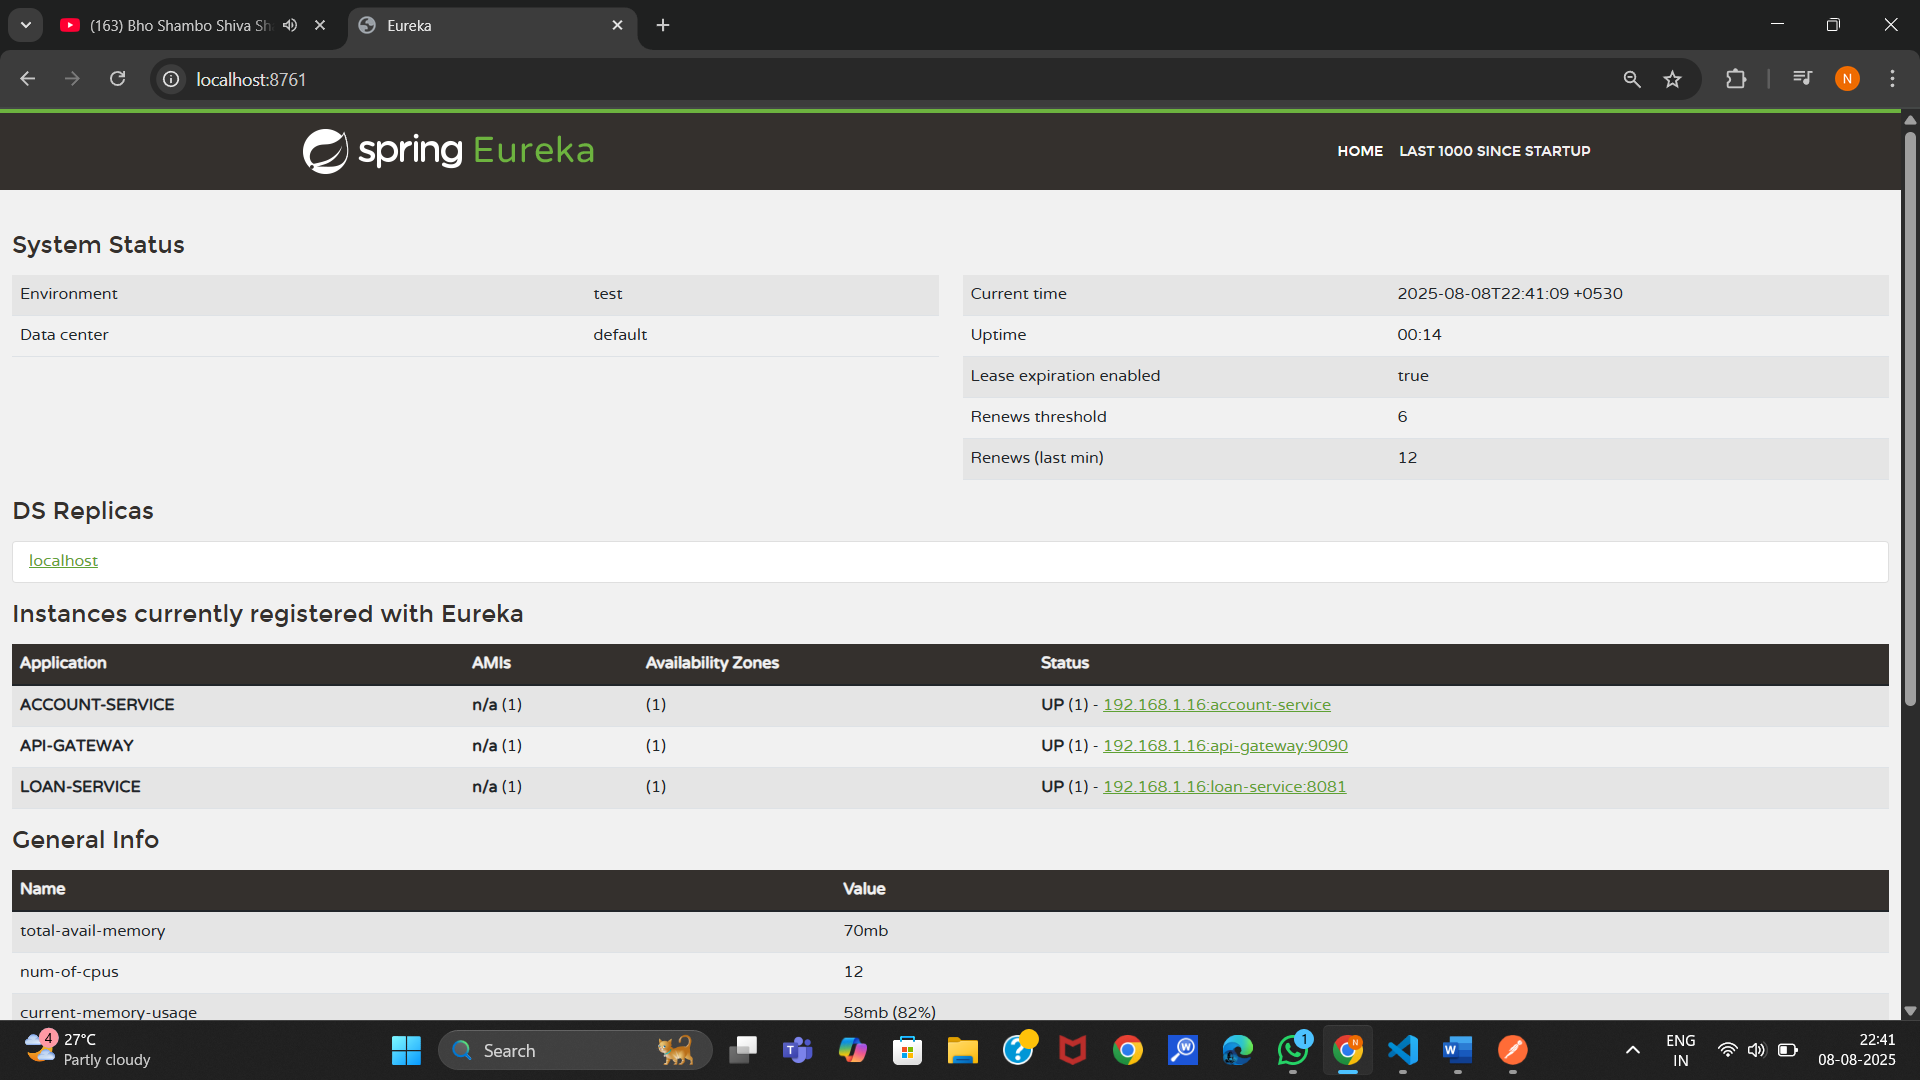 (163) Bho Shambo Shiva Sh
Eureka
localhost:8761
N
spring Eureka
HOME LAST 1000 SINCE STARTUP
System Status
Environment test
Data center default
Current time 2025-08-08T22:41:09 +0530
Uptime 00:14
Lease expiration enabled true
Renews threshold 6
Renews (last min) 12
DS Replicas
localhost
Instances currently registered with Eureka
Application AMIs Availability Zones Status
ACCOUNT-SERVICE n/a (1) (1) UP (1) - 192.168.1.16:account-service
API-GATEWAY n/a (1) (1) UP (1) - 192.168.1.16:api-gateway:9090
LOAN-SERVICE n/a (1) (1) UP (1) - 192.168.1.16:loan-service:8081
General Info
Name Value
total-avail-memory 70mb
num-of-cpus 12
current-memory-usage 58mb (82%)
4
27°C
Partly cloudy
Search
1
ENG
IN
22:41
08-08-2025